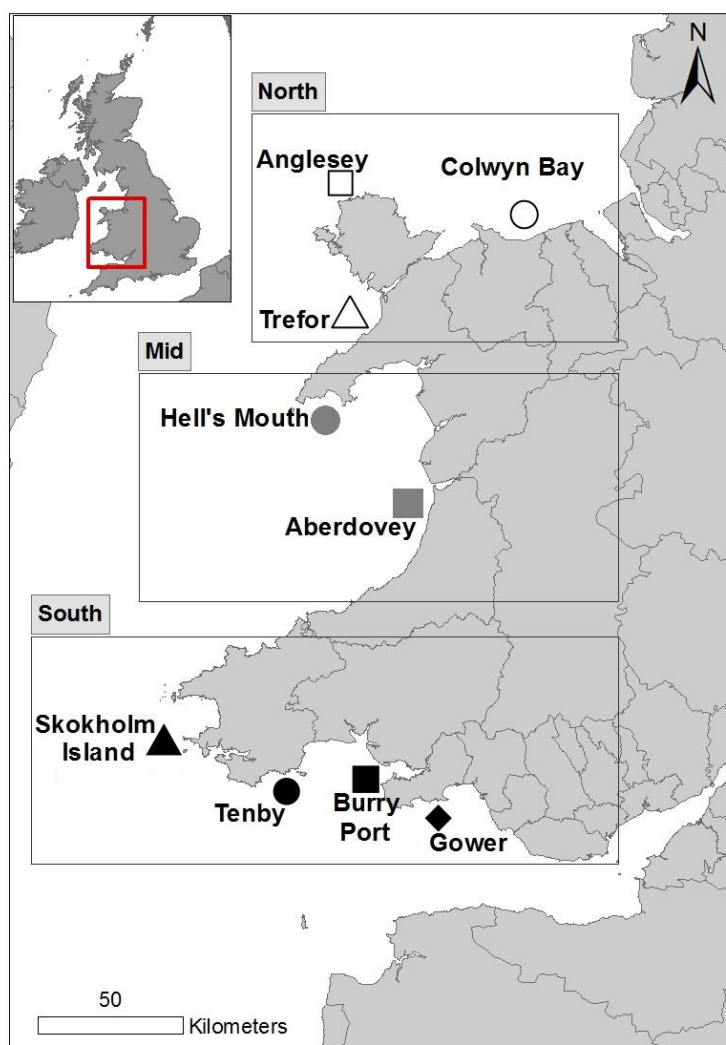 N
North
Anglesey
Colwyn Bay
Trefor
Mid
Hell's Mouth
Aberdovey
South
Skokholm
Island
Tenby
Burry
Port
Gower
50
Kilometers